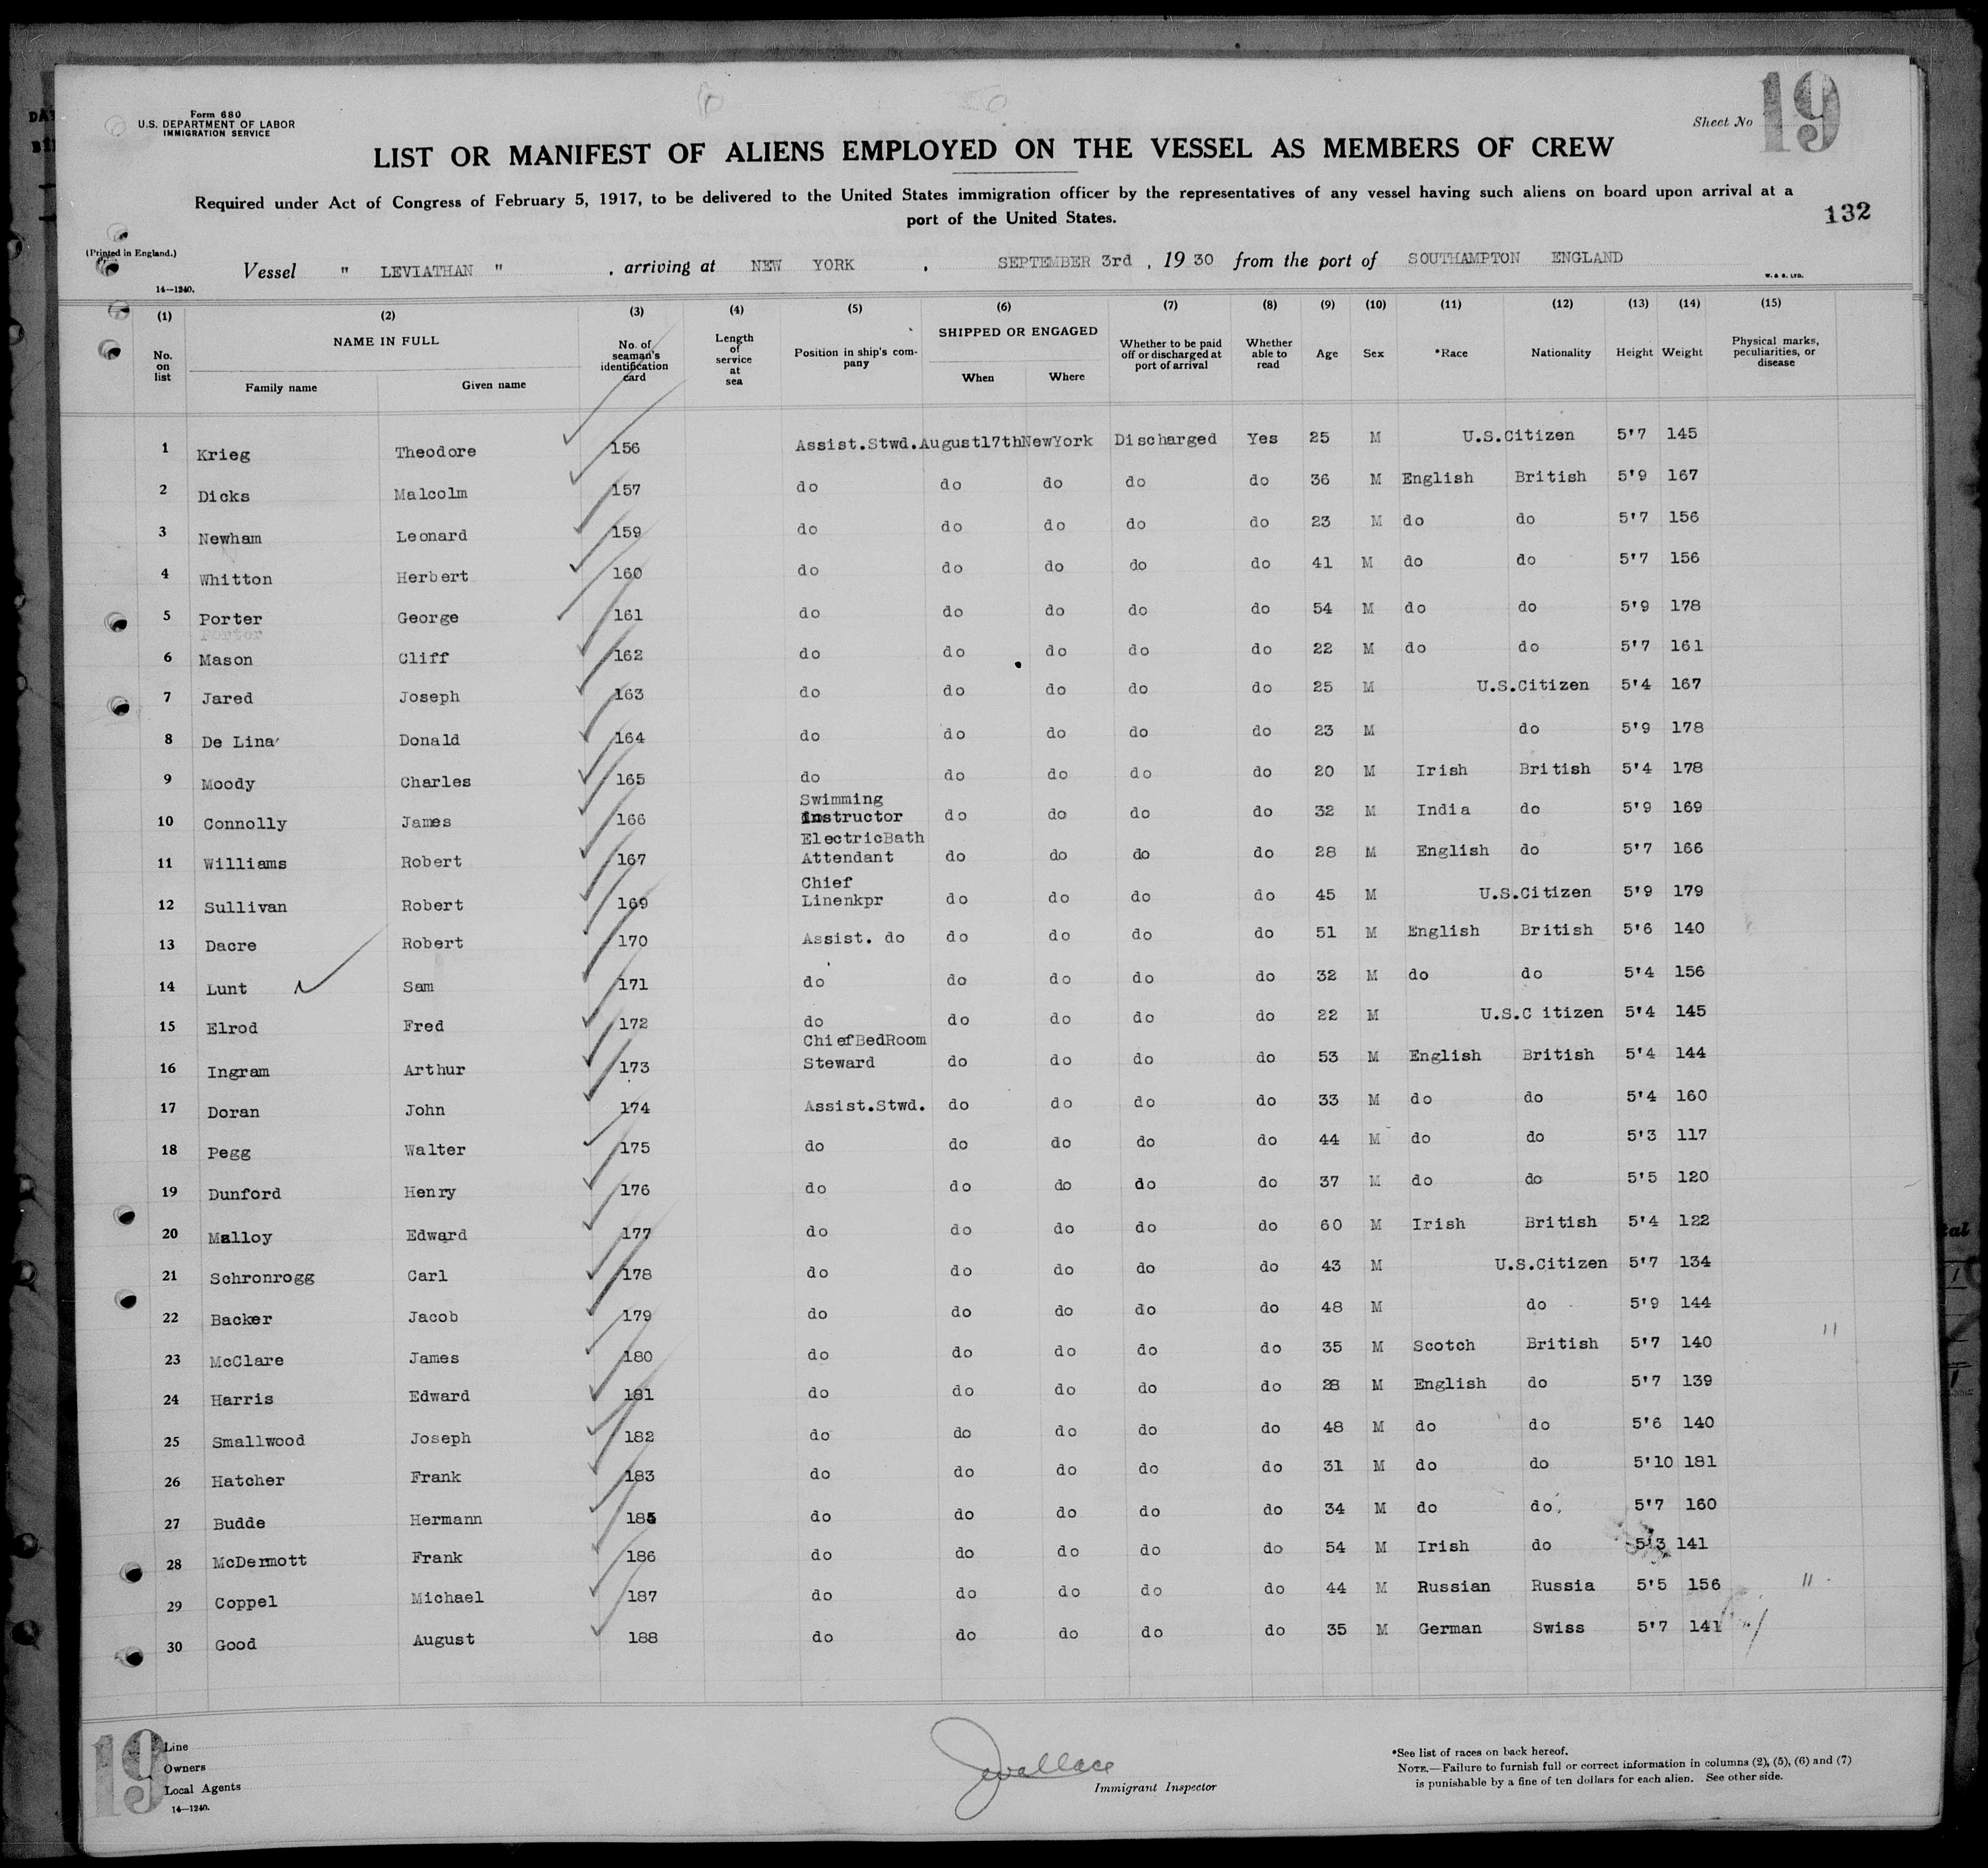 Form 680
U.S. DEPARTMENT OF LABOR
IMMIGRATION SERVICE
Sheet No 19
LIST OR MANIFEST OF ALIENS EMPLOYED ON THE VESSEL AS MEMBERS OF CREW
Required under Act of Congress of February 5, 1917, to be delivered to the United States immigration officer by the representatives of any vessel having such aliens on board upon arrival at a
port of the United States.
132
(Printed in England.)
Vessel " LEVIATHAN " , arriving at NEW YORK , SEPTEMBER 3rd , 19 30 from the port of SOUTHAMPTON ENGLAND
14—1240.
W. & S. LTD.
(1) (2) (3) (4) (5) (6) (7) (8) (9) (10) (11) (12) (13) (14) (15)
No. on list NAME IN FULL Family name Given name No. of seaman's identification card Length of service at sea Position in ship's company SHIPPED OR ENGAGED When Where Whether to be paid off or discharged at port of arrival Whether able to read Age Sex *Race Nationality Height Weight Physical marks, peculiarities, or disease
1 Krieg Theodore 156 Assist.Stwd. August17th NewYork Discharged Yes 25 M U.S.Citizen 5'7 145
2 Dicks Malcolm 157 do do do do do 36 M English British 5'9 167
3 Newham Leonard 159 do do do do do 23 M do do 5'7 156
4 Whitton Herbert 160 do do do do do 41 M do do 5'7 156
5 Porter George 161 do do do do do 54 M do do 5'9 178
6 Mason Cliff 162 do do do do do 22 M do do 5'7 161
7 Jared Joseph 163 do do do do do 25 M U.S.Citizen 5'4 167
8 De Lina Donald 164 do do do do do 23 M do 5'9 178
9 Moody Charles 165 do do do do do 20 M Irish British 5'4 178
10 Connolly James 166 Swimming Instructor do do do do 32 M India do 5'9 169
11 Williams Robert 167 ElectricBath Attendant do do do do 28 M English do 5'7 166
12 Sullivan Robert 169 Chief Linenkpr do do do do 45 M U.S.Citizen 5'9 179
13 Dacre Robert 170 Assist. do do do do do 51 M English British 5'6 140
14 Lunt Sam 171 do do do do do 32 M do do 5'4 156
15 Elrod Fred 172 do do do do do 22 M U.S.C itizen 5'4 145
16 Ingram Arthur 173 ChiefBedRoom Steward do do do do 53 M English British 5'4 144
17 Doran John 174 Assist.Stwd. do do do do 33 M do do 5'4 160
18 Pegg Walter 175 do do do do do 44 M do do 5'3 117
19 Dunford Henry 176 do do do do do 37 M do do 5'5 120
20 Malloy Edward 177 do do do do do 60 M Irish British 5'4 122
21 Schronrogg Carl 178 do do do do do 43 M U.S.Citizen 5'7 134
22 Backer Jacob 179 do do do do do 48 M do 5'9 144
23 McClare James 180 do do do do do 35 M Scotch British 5'7 140 "
24 Harris Edward 181 do do do do do 28 M English do 5'7 139
25 Smallwood Joseph 182 do do do do do 48 M do do 5'6 140
26 Hatcher Frank 183 do do do do do 31 M do do 5'10 181
27 Budde Hermann 185 do do do do do 34 M do do 5'7 160
28 McDermott Frank 186 do do do do do 54 M Irish do 5'3 141
29 Coppel Michael 187 do do do do do 44 M Russian Russia 5'5 156 "
30 Good August 188 do do do do do 35 M German Swiss 5'7 141
19
Line
Owners
Local Agents
14—1240.
JWallace
Immigrant Inspector
*See list of races on back hereof.
NOTE.—Failure to furnish full or correct information in columns (2), (5), (6) and (7)
is punishable by a fine of ten dollars for each alien. See other side.